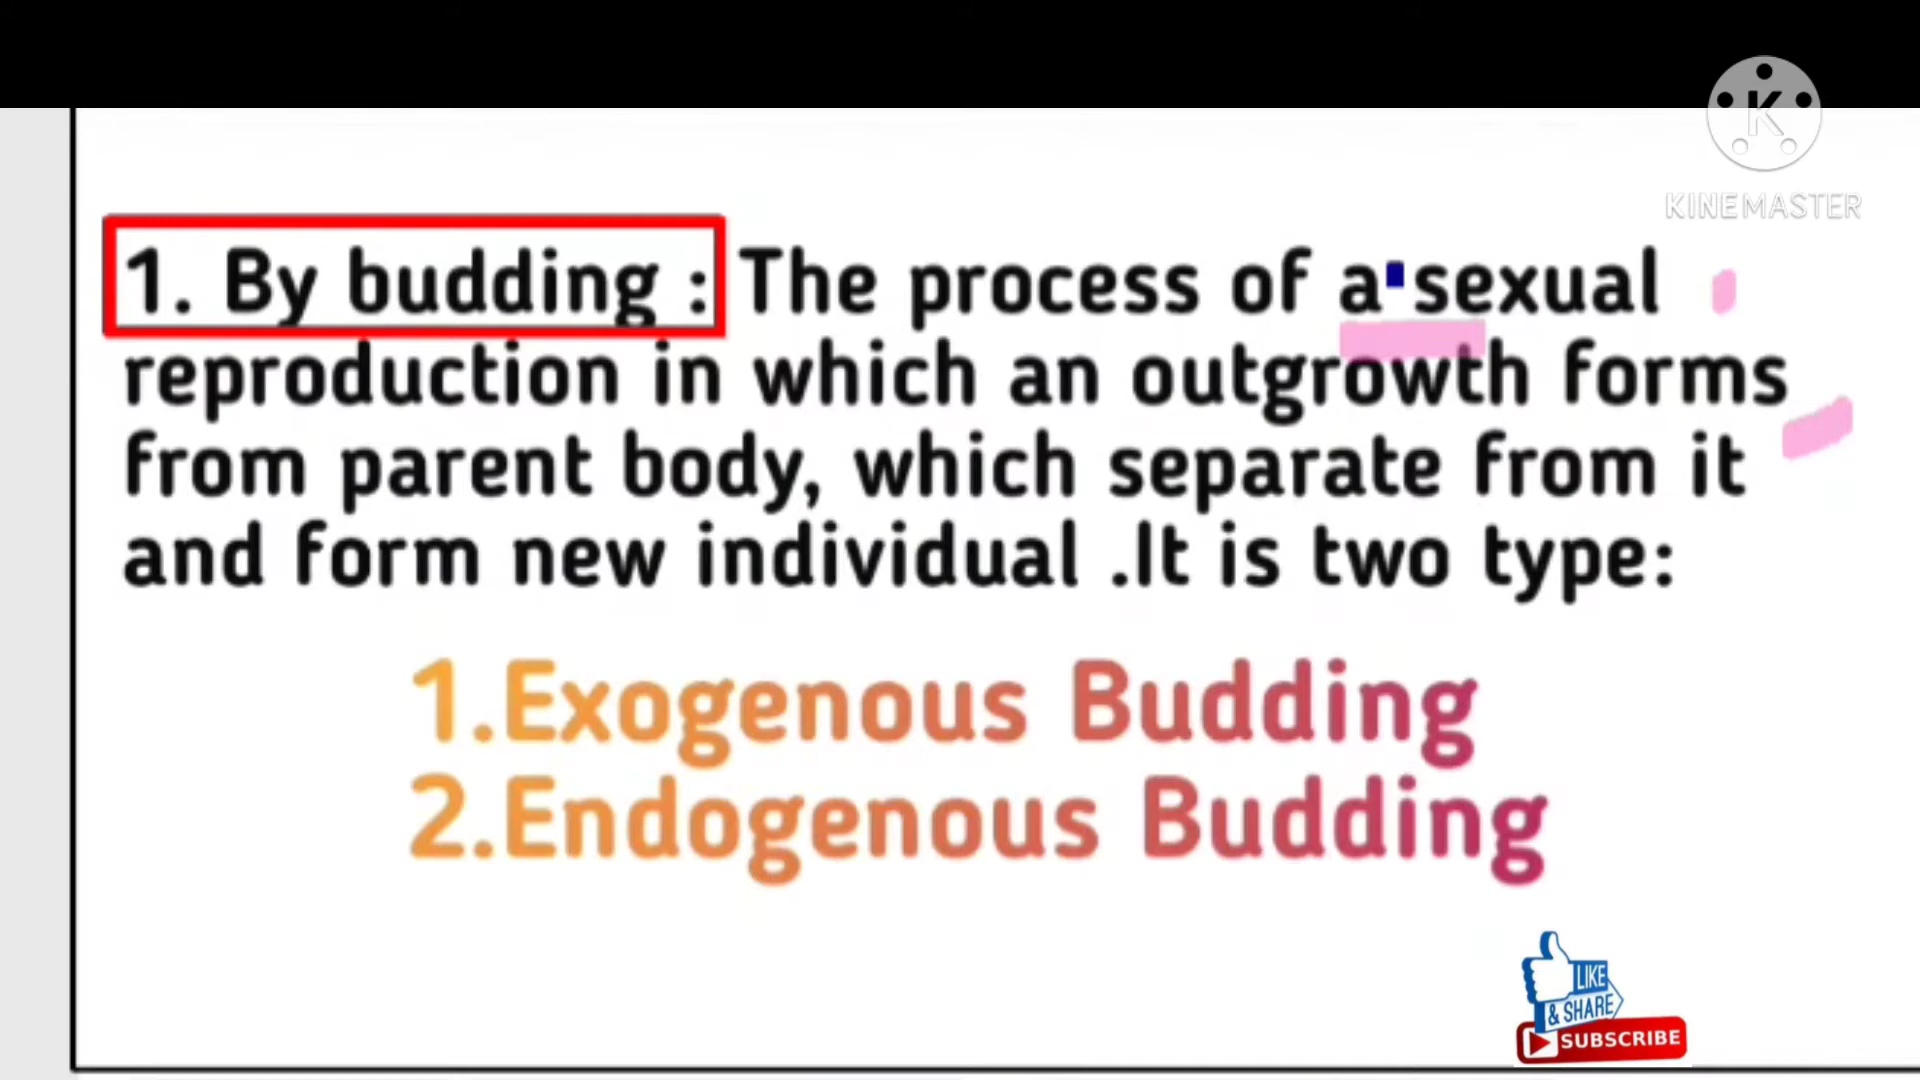 K
KINEMASTER
1. By budding : The process of a sexual
reproduction in which an outgrowth forms
from parent body, which separate from it
and form new individual .It is two type:
1.Exogenous Budding
2.Endogenous Budding
LIKE
& SHARE
SUBSCRIBE